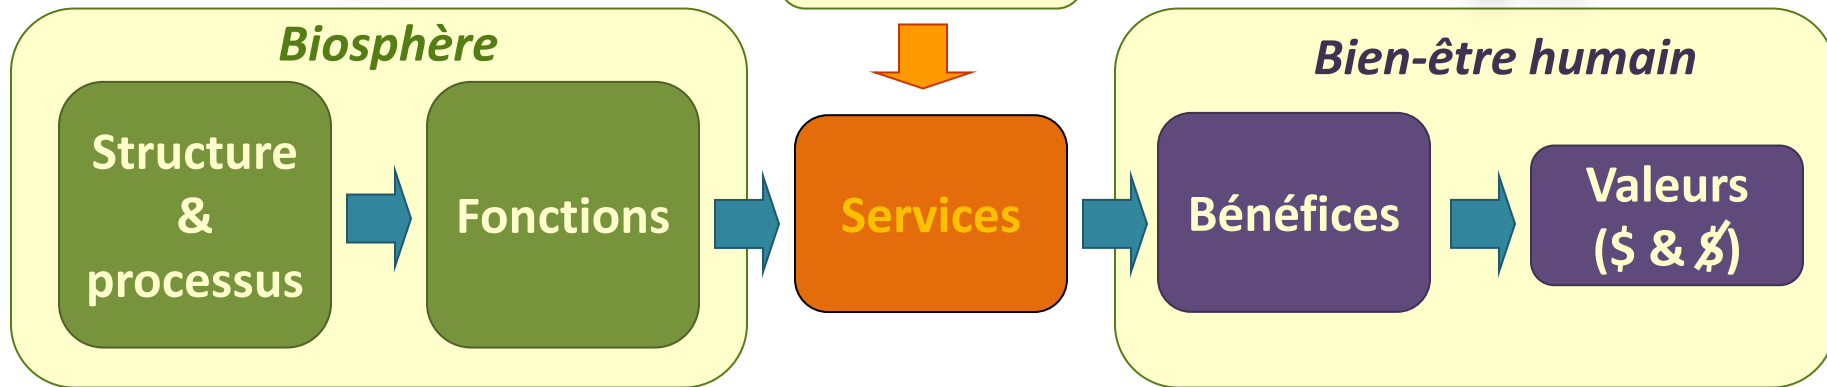 Biosphère
Bien-être humain
Structure
&
processus
Fonctions
Services
Bénéfices
Valeurs
($ & $)